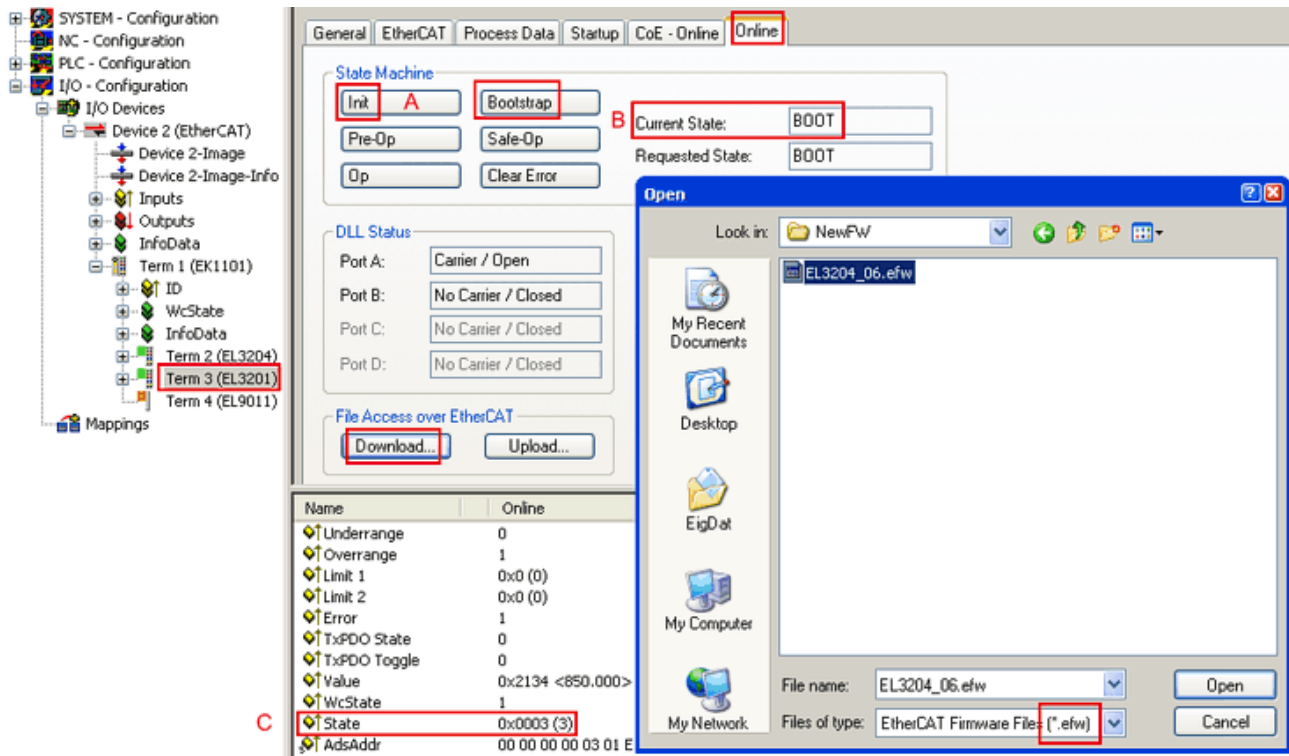 SYSTEM - Configuration
NC - Configuration
PLC - Configuration
I/O - Configuration
I/O Devices
Device 2 (EtherCAT)
Device 2-Image
Device 2-Image-Info
Inputs
Outputs
InfoData
Term 1 (EK1101)
ID
WcState
InfoData
Term 2 (EL3204)
Term 3 (EL3201)
Term 4 (EL9011)
Mappings
General EtherCAT Process Data Startup CoE - Online Online
State Machine
Init A Bootstrap
Pre-Op Safe-Op
Op Clear Error
B Current State: BOOT
Requested State: BOOT
DLL Status
Port A: Carrier / Open
Port B: No Carrier / Closed
Port C: No Carrier / Closed
Port D: No Carrier / Closed
File Access over EtherCAT
Download... Upload...
Name Online
Underrange 0
Overrange 1
Limit 1 0x0 (0)
Limit 2 0x0 (0)
Error 1
TxPDO State 0
TxPDO Toggle 0
Value 0x2134 <850.000>
WcState 1
C State 0x0003 (3)
AdsAddr 00 00 00 00 03 01 E
Open
Look in: NewFW
EL3204_06.efw
My Recent
Documents
Desktop
EigDat
My Computer
My Network
File name: EL3204_06.efw Open
Files of type: EtherCAT Firmware Files (*.efw) Cancel